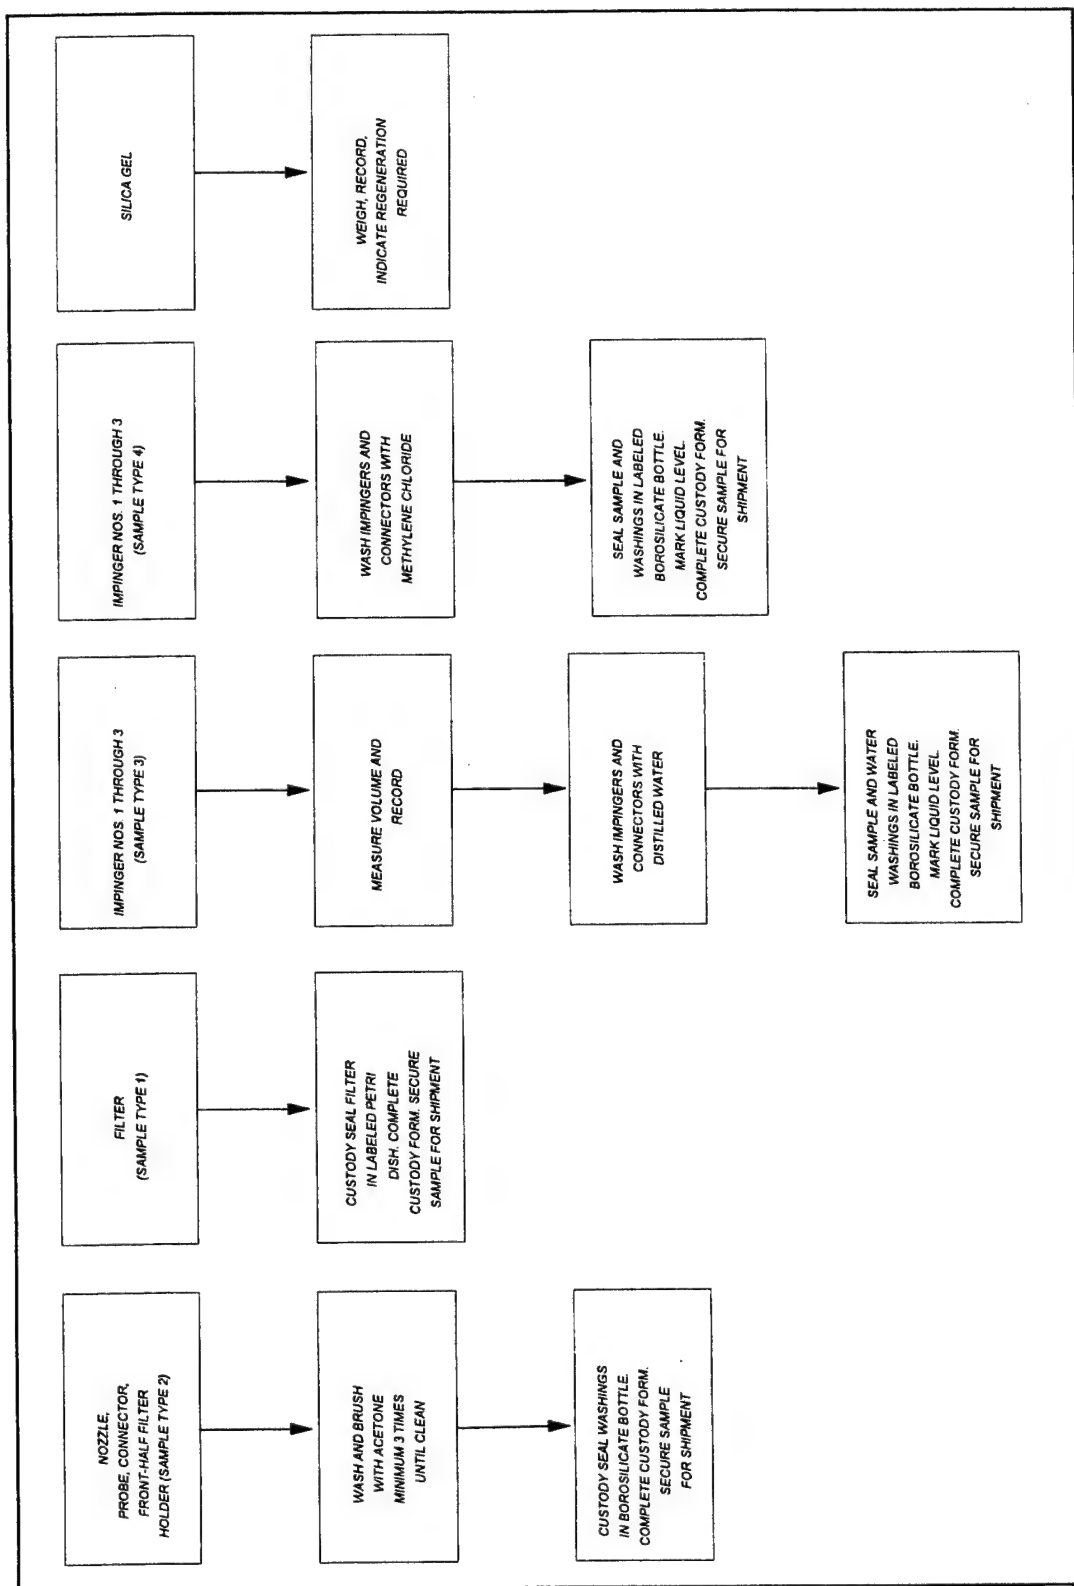 NOZZLE,
PROBE, CONNECTOR,
FRONT-HALF FILTER
HOLDER (SAMPLE TYPE 2)
WASH AND BRUSH
WITH ACETONE
MINIMUM 3 TIMES
UNTIL CLEAN
CUSTODY SEAL WASHINGS
IN BOROSILICATE BOTTLE.
COMPLETE CUSTODY FORM.
SECURE SAMPLE
FOR SHIPMENT
FILTER
(SAMPLE TYPE 1)
CUSTODY SEAL FILTER
IN LABELED PETRI
DISH. COMPLETE
CUSTODY FORM. SECURE
SAMPLE FOR SHIPMENT
IMPINGER NOS. 1 THROUGH 3
(SAMPLE TYPE 3)
MEASURE VOLUME AND
RECORD
WASH IMPINGERS AND
CONNECTORS WITH
DISTILLED WATER
SEAL SAMPLE AND WATER
WASHINGS IN LABELED
BOROSILICATE BOTTLE.
MARK LIQUID LEVEL.
COMPLETE CUSTODY FORM.
SECURE SAMPLE FOR
SHIPMENT
IMPINGER NOS. 1 THROUGH 3
(SAMPLE TYPE 4)
WASH IMPINGERS AND
CONNECTORS WITH
METHYLENE CHLORIDE
SEAL SAMPLE AND
WASHINGS IN LABELED
BOROSILICATE BOTTLE.
MARK LIQUID LEVEL.
COMPLETE CUSTODY FORM.
SECURE SAMPLE FOR
SHIPMENT
SILICA GEL
WEIGH, RECORD,
INDICATE REGENERATION
REQUIRED